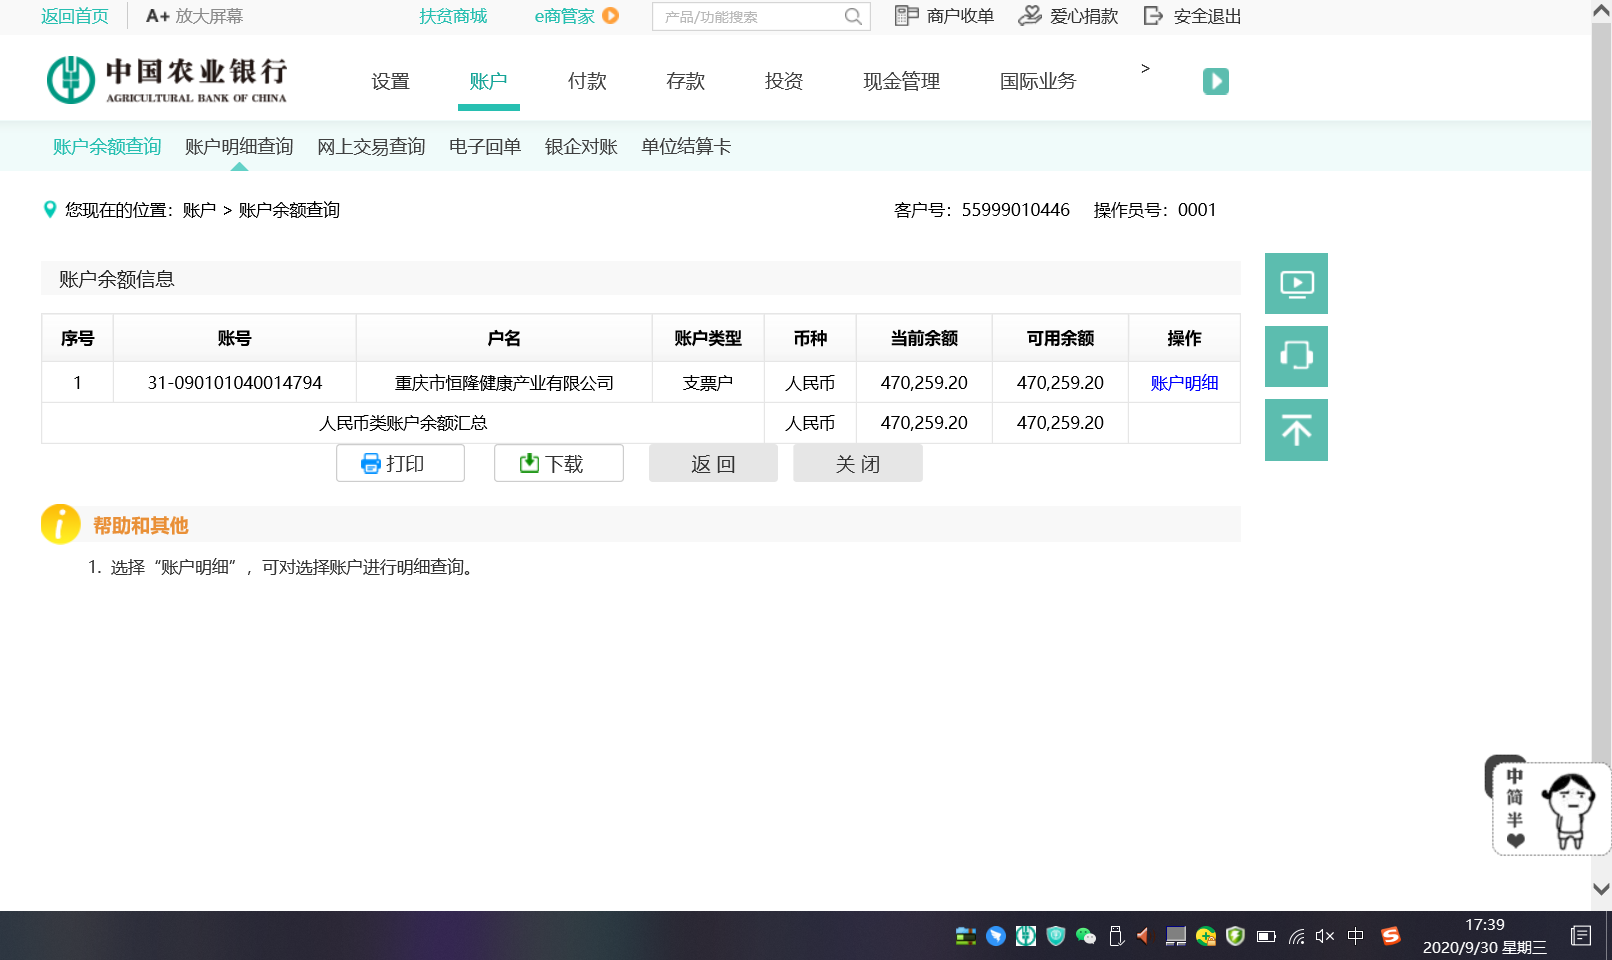 返回首页 A+ 放大屏幕 扶贫商城 e商管家 产品/功能搜索 商户收单 爱心捐款 安全退出
中国农业银行
AGRICULTURAL BANK OF CHINA
设置 账户 付款 存款 投资 现金管理 国际业务 >
账户余额查询 账户明细查询 网上交易查询 电子回单 银企对账 单位结算卡
您现在的位置：账户 > 账户余额查询 客户号：55999010446 操作员号：0001
账户余额信息
序号 账号 户名 账户类型 币种 当前余额 可用余额 操作
1 31-090101040014794 重庆市恒隆健康产业有限公司 支票户 人民币 470,259.20 470,259.20 账户明细
人民币类账户余额汇总 人民币 470,259.20 470,259.20
打印 下载 返 回 关 闭
帮助和其他
1. 选择“账户明细”，可对选择账户进行明细查询。
中
简
半
中
17:39
2020/9/30 星期三